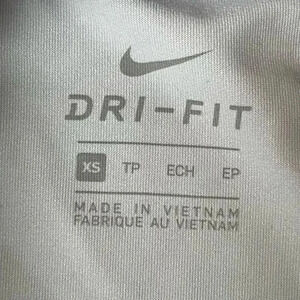 DRI-FIT
XS TP ECH EP
MADE IN VIETNAM
FABRIQUE AU VIETNAM